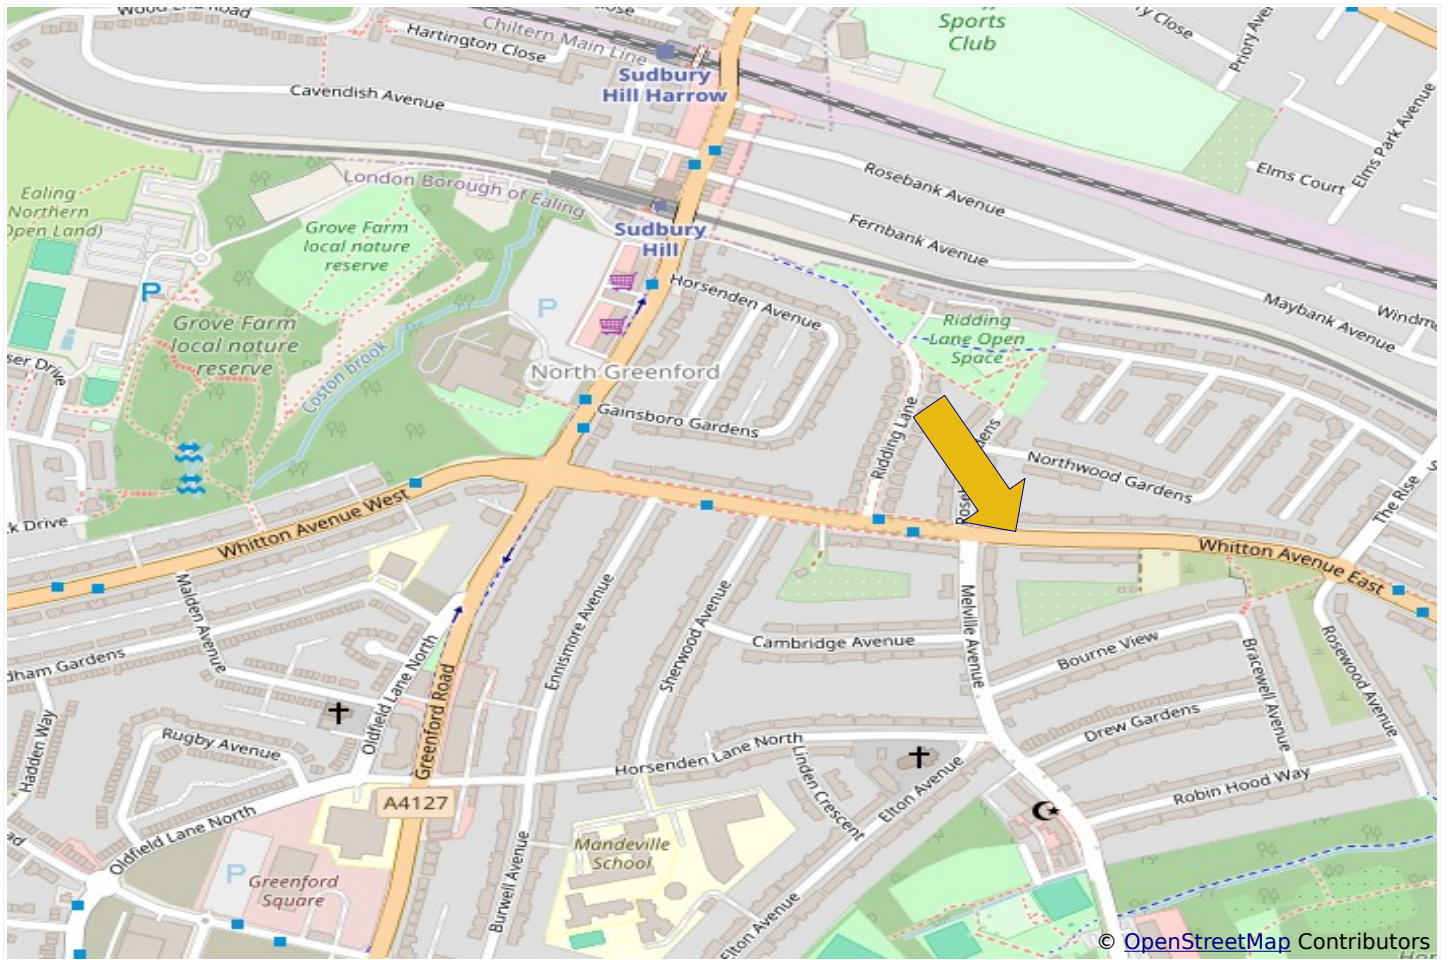 Wood End Road
Close
Hartington Close
Chiltern Main Line
Sports
Club
Close
Sudbury
Hill Harrow
Cavendish Avenue
Elms Park Avenue
Rosebank Avenue
Elms Court
London Borough of Ealing
Ealing
Northern
Open Land)
Grove Farm
local nature
reserve
Fernbank Avenue
Sudbury
Hill
P
P
Horsenden Avenue
Maybank Avenue
Grove Farm
local nature
reserve
Ridding
Lane Open
Space
Coston brook
North Greenford
Gainsboro Gardens
Ridding Lane
Northwood Gardens
The Rise
Whitton Avenue West
Whitton Avenue East
Malden Avenue
Ennismore Avenue
Sherwood Avenue
Melville Avenue
Cambridge Avenue
Bourne View
Bracewell Avenue
Rosewood Avenue
Oldfield Lane North
Greenford Road
Hadden Way
Rugby Avenue
Drew Gardens
Horsenden Lane North
Linden Crescent
Elton Avenue
Robin Hood Way
A4127
Oldfield Lane North
Mandeville
School
Burwell Avenue
P
Greenford
Square
Elton Avenue
© OpenStreetMap Contributors